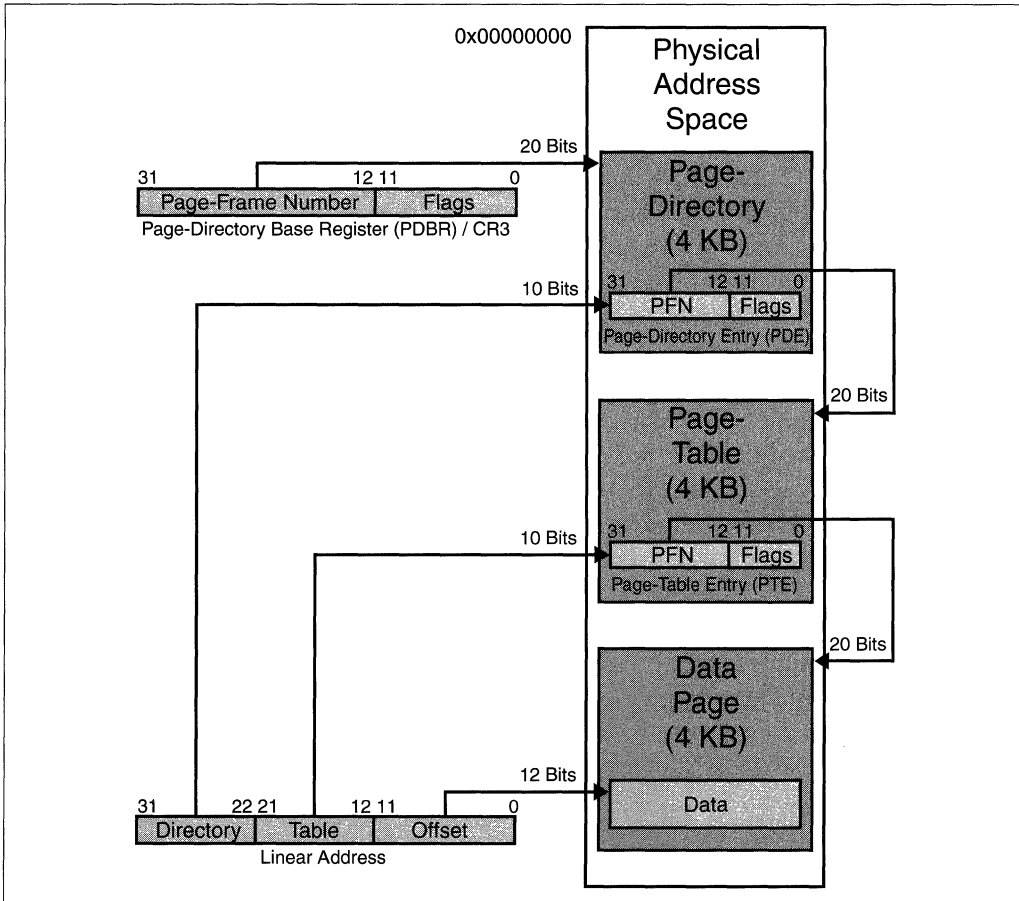 0x00000000
Physical
Address
Space
20 Bits
31 12 11 0
Page-Frame Number Flags
Page-Directory Base Register (PDBR) / CR3
Page-
Directory
(4 KB)
31 12 11 0
10 Bits
PFN Flags
Page-Directory Entry (PDE)
20 Bits
Page-
Table
(4 KB)
31 12 11 0
10 Bits
PFN Flags
Page-Table Entry (PTE)
20 Bits
Data
Page
(4 KB)
12 Bits
Data
31 22 21 12 11 0
Directory Table Offset
Linear Address